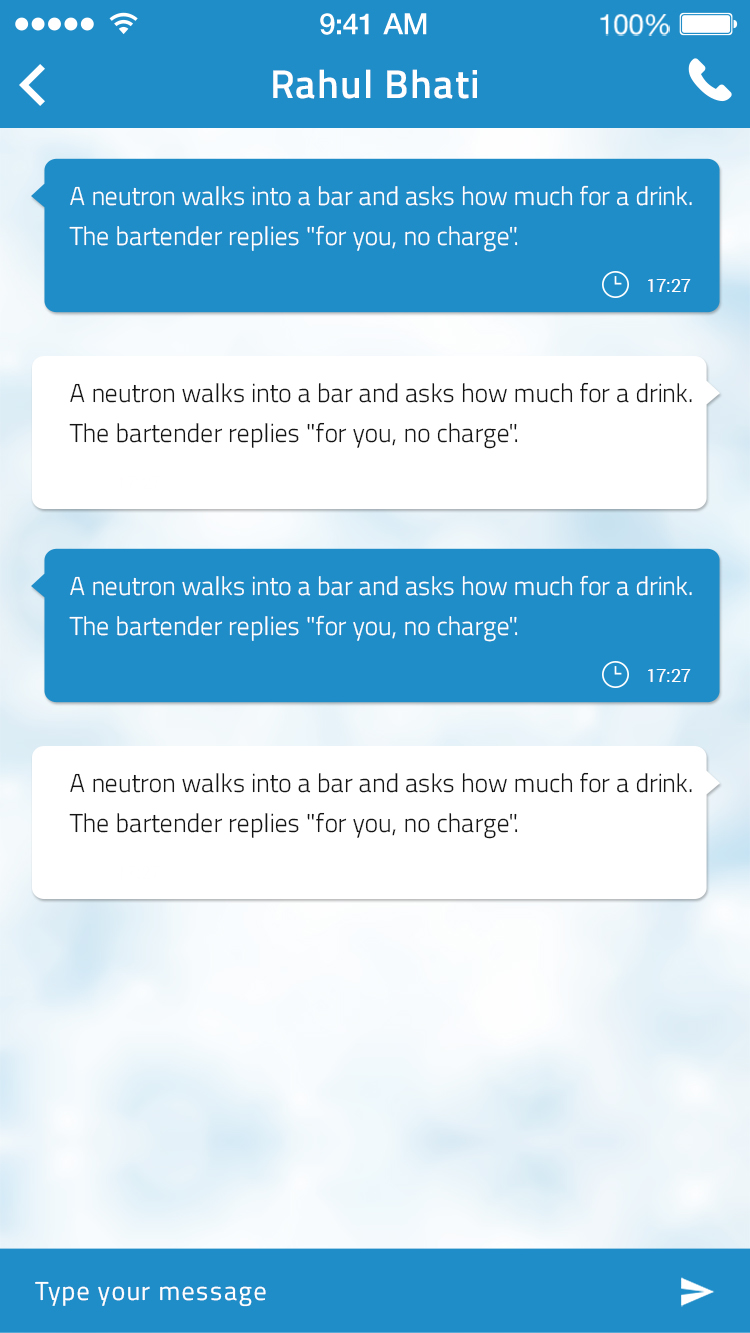 9:41 AM 100%
Rahul Bhati
A neutron walks into a bar and asks how much for a drink.
The bartender replies "for you, no charge".
17:27
A neutron walks into a bar and asks how much for a drink.
The bartender replies "for you, no charge".
A neutron walks into a bar and asks how much for a drink.
The bartender replies "for you, no charge".
17:27
A neutron walks into a bar and asks how much for a drink.
The bartender replies "for you, no charge".
Type your message